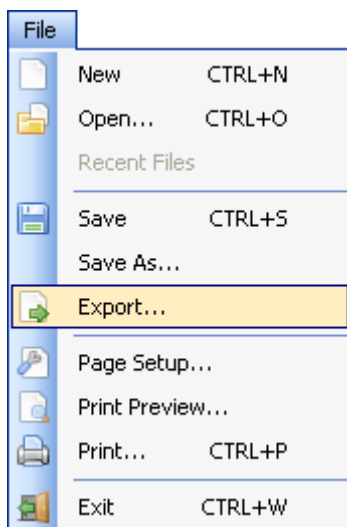 File
New CTRL+N
Open... CTRL+O
Recent Files
Save CTRL+S
Save As...
Export...
Page Setup...
Print Preview...
Print... CTRL+P
Exit CTRL+W